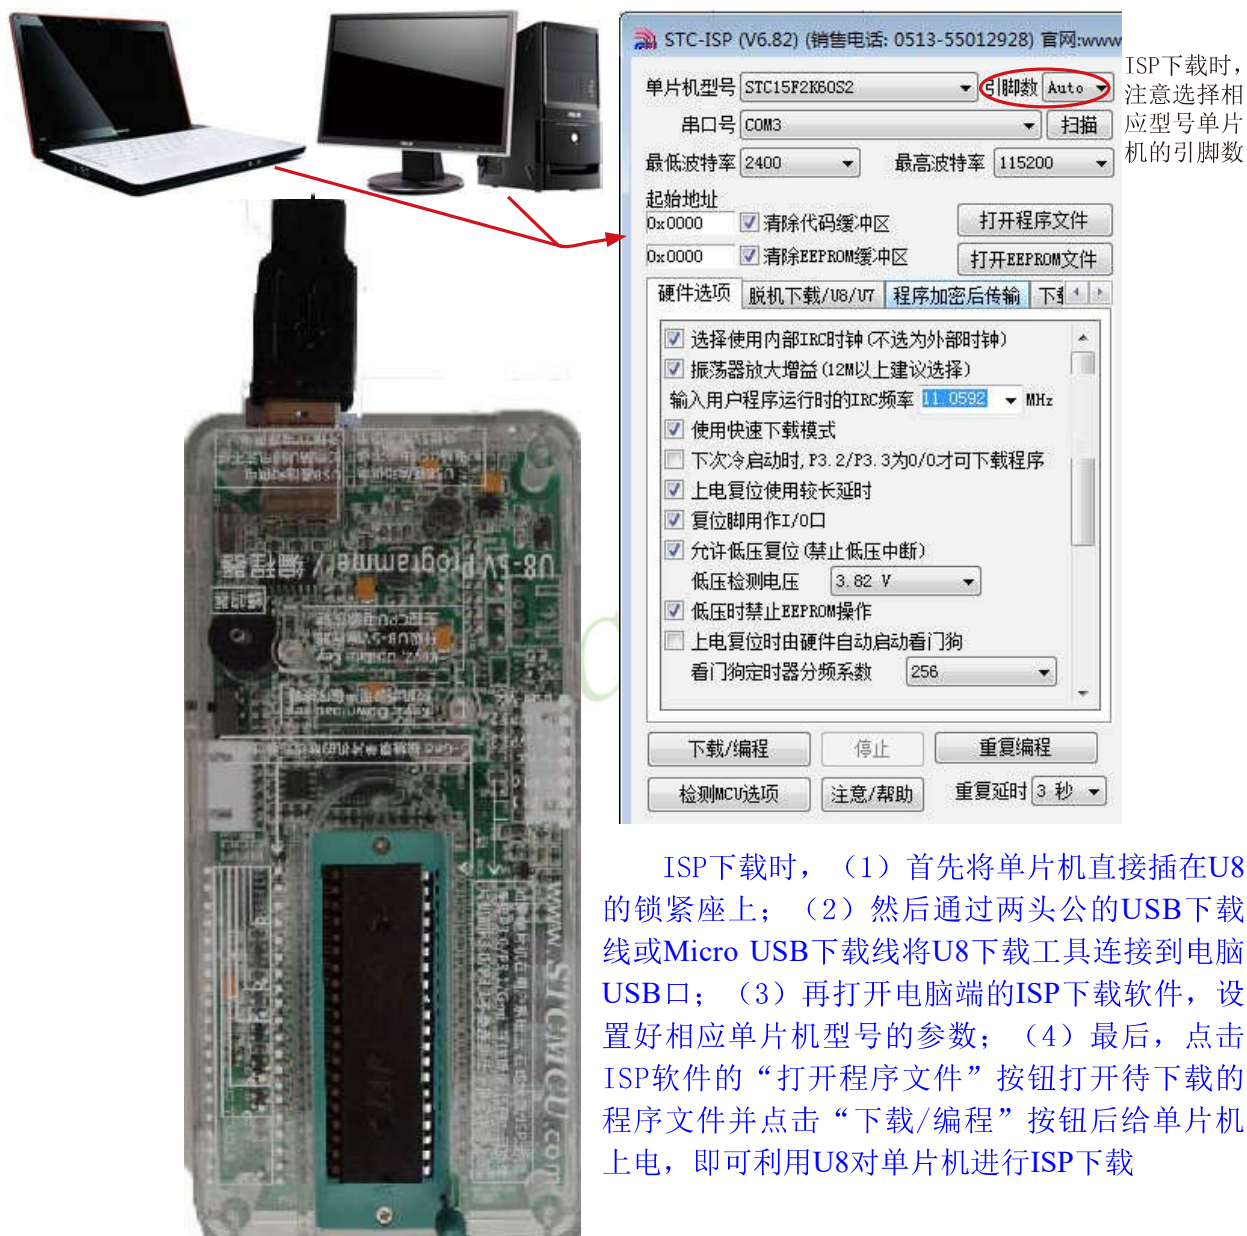 STC-ISP (V6.82) (销售电话: 0513-55012928) 官网:www
单片机型号 STC15F2K60S2 引脚数 Auto
串口号 COM3 扫描
最低波特率 2400 最高波特率 115200
起始地址
0x0000 清除代码缓冲区 打开程序文件
0x0000 清除EEPROM缓冲区 打开EEPROM文件
硬件选项 脱机下载/U8/U7 程序加密后传输
选择使用内部IRC时钟(不选为外部时钟)
振荡器放大增益(12M以上建议选择)
输入用户程序运行时的IRC频率 11.0592 MHz
使用快速下载模式
下次冷启动时,P3.2/P3.3为0/0才可下载程序
上电复位使用较长延时
复位脚用作I/O口
允许低压复位(禁止低压中断)
低压检测电压 3.82 V
低压时禁止EEPROM操作
上电复位时由硬件自动启动看门狗
看门狗定时器分频系数 256
下载/编程 停止 重复编程
检测MCU选项 注意/帮助 重复延时 3 秒
ISP下载时，
注意选择相
应型号单片
机的引脚数
U8-5V Programmer / 编程器
www.STCMCU.com
ISP下载时，（1）首先将单片机直接插在U8
的锁紧座上；（2）然后通过两头公的USB下载
线或Micro USB下载线将U8下载工具连接到电脑
USB口；（3）再打开电脑端的ISP下载软件，设
置好相应单片机型号的参数；（4）最后，点击
ISP软件的“打开程序文件”按钮打开待下载的
程序文件并点击“下载/编程”按钮后给单片机
上电，即可利用U8对单片机进行ISP下载